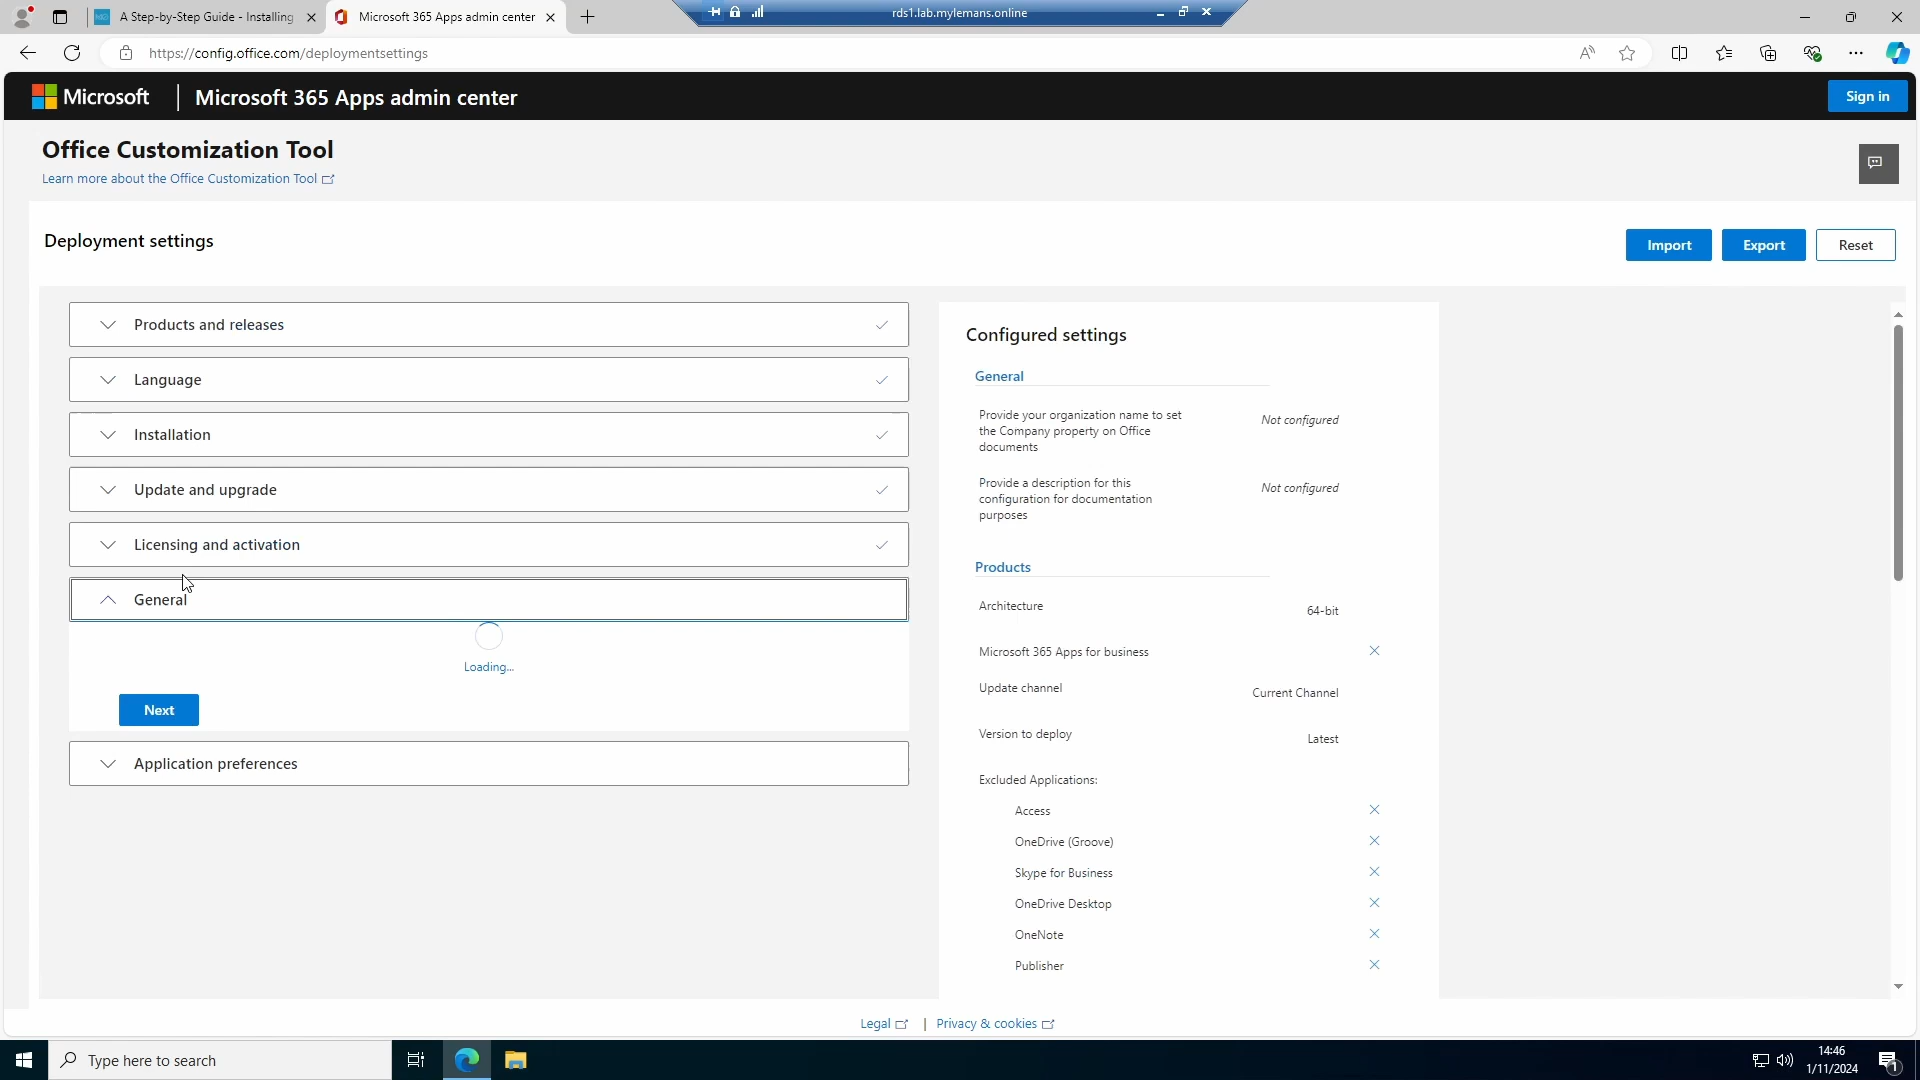 A Step-by-Step Guide - Installing
Microsoft 365 Apps admin center
rds1.lab.mylemans.online
https://config.office.com/deploymentsettings
Microsoft
Microsoft 365 Apps admin center
Sign in
Office Customization Tool
Learn more about the Office Customization Tool
Deployment settings
Import
Export
Reset
Products and releases
Language
Installation
Update and upgrade
Licensing and activation
General
Loading...
Next
Application preferences
Configured settings
General
Provide your organization name to set
the Company property on Office
documents
Not configured
Provide a description for this
configuration for documentation
purposes
Not configured
Products
Architecture
64-bit
Microsoft 365 Apps for business
Update channel
Current Channel
Version to deploy
Latest
Excluded Applications:
Access
OneDrive (Groove)
Skype for Business
OneDrive Desktop
OneNote
Publisher
Legal
|
Privacy & cookies
Type here to search
14:46
1/11/2024
1